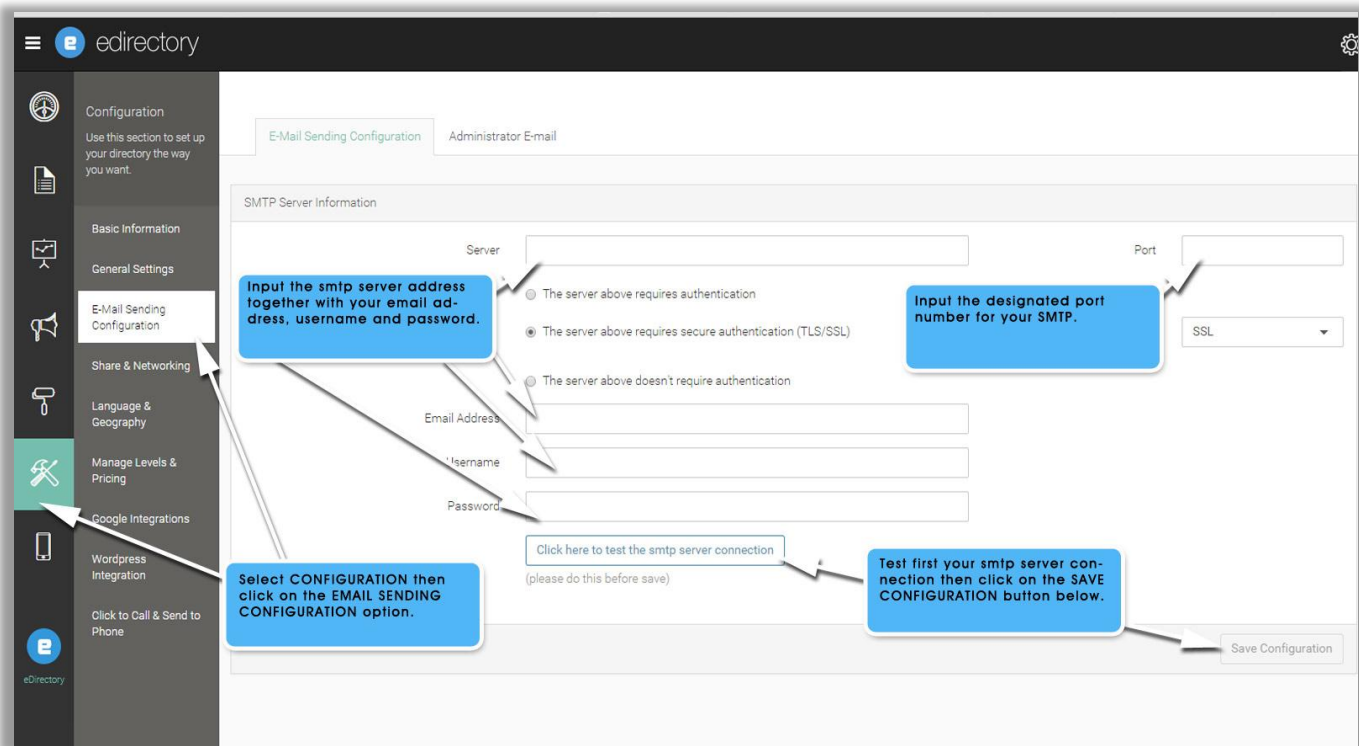 edirectory
Configuration
Use this section to set up
your directory the way
you want.
Basic Information
General Settings
E-Mail Sending
Configuration
Share & Networking
Language &
Geography
Manage Levels &
Pricing
Google Integrations
Wordpress
Integration
Click to Call & Send to
Phone
eDirectory
E-Mail Sending Configuration
Administrator E-mail
SMTP Server Information
Server
Port
Input the smtp server address
together with your email ad-
dress, username and password.
The server above requires authentication
The server above requires secure authentication (TLS/SSL)
The server above doesn't require authentication
Input the designated port
number for your SMTP.
SSL
Email Address
Username
Password
Click here to test the smtp server connection
(please do this before save)
Select CONFIGURATION then
click on the EMAIL SENDING
CONFIGURATION option.
Test first your smtp server con-
nection then click on the SAVE
CONFIGURATION button below.
Save Configuration